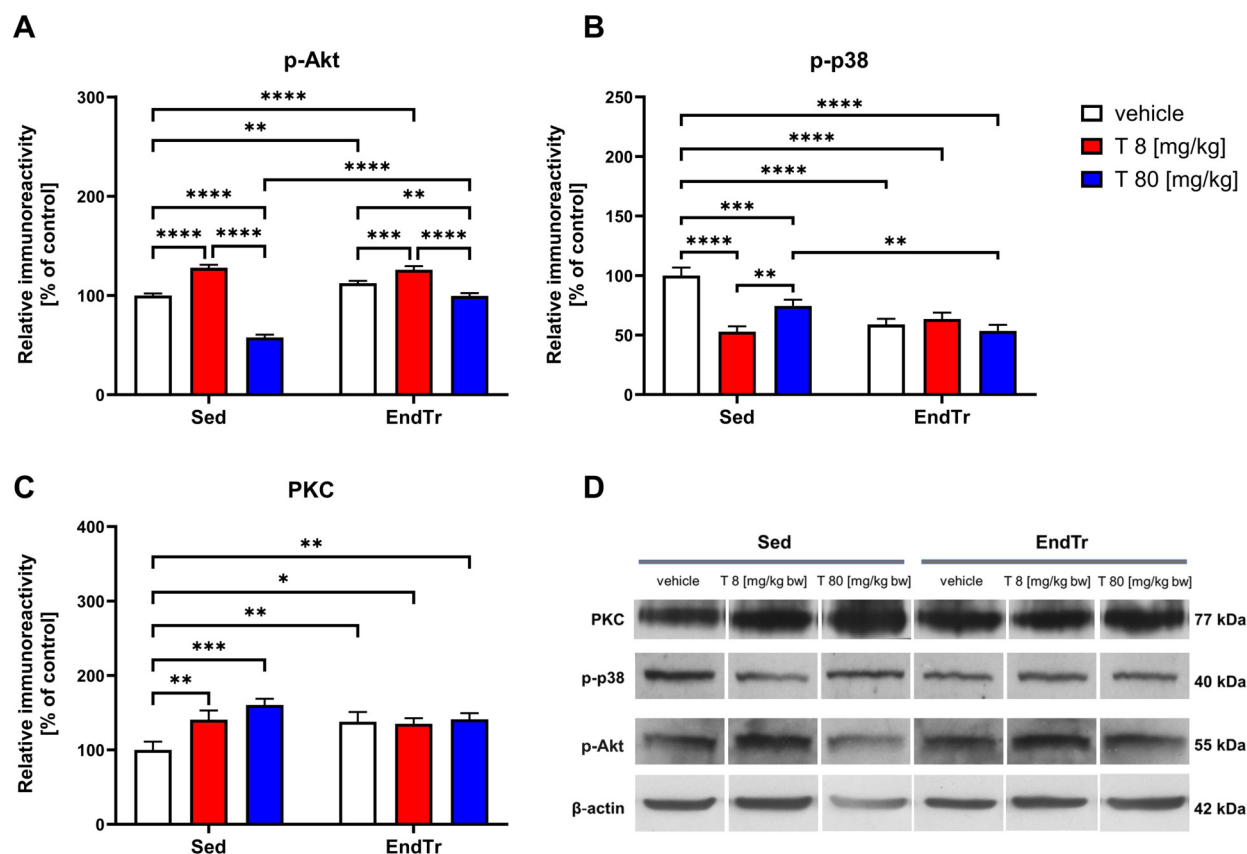 A
p-Akt
Relative immunoreactivity
[% of control]
300
200
100
0
****
**
****
****
**
****
****
***
****
Sed
EndTr
B
p-p38
Relative immunoreactivity
[% of control]
250
200
150
100
50
0
****
****
****
***
****
**
**
Sed
EndTr
vehicle
T 8 [mg/kg]
T 80 [mg/kg]
C
PKC
Relative immunoreactivity
[% of control]
400
300
200
100
0
**
*
**
***
**
Sed
EndTr
D
Sed
EndTr
vehicle
T 8 [mg/kg bw]
T 80 [mg/kg bw]
vehicle
T 8 [mg/kg bw]
T 80 [mg/kg bw]
PKC
77 kDa
p-p38
40 kDa
p-Akt
55 kDa
β-actin
42 kDa